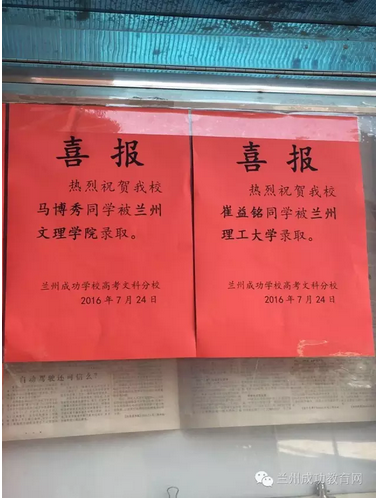 喜报
热烈祝贺我校
马博秀同学被兰州
文理学院录取。
兰州成功学校高考文科分校
2016年7月24日
喜报
热烈祝贺我校
崔益铭同学被兰州
理工大学录取。
兰州成功学校高考文科分校
2016年7月24日
兰州成功教育网